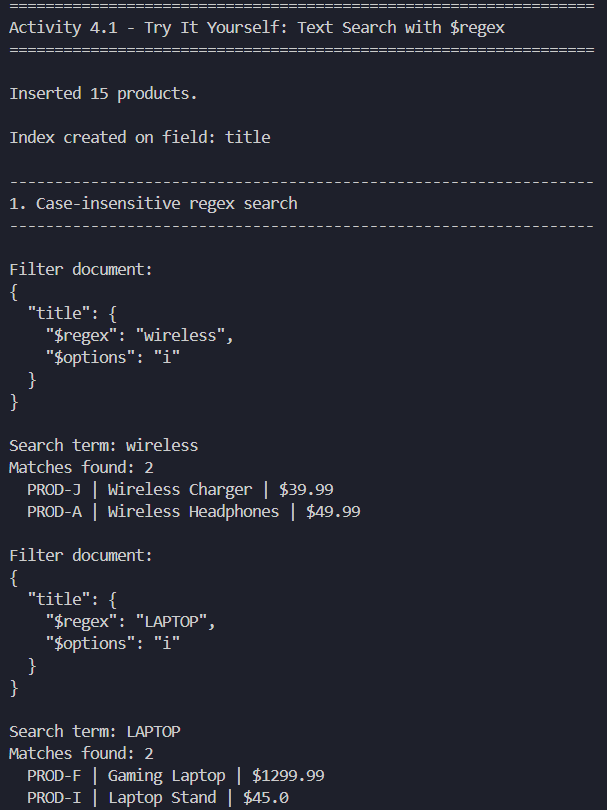 =================================================================
Activity 4.1 - Try It Yourself: Text Search with $regex
=================================================================
Inserted 15 products.
Index created on field: title
-----------------------------------------------------------------
1. Case-insensitive regex search
-----------------------------------------------------------------
Filter document:
{
  "title": {
    "$regex": "wireless",
    "$options": "i"
  }
}
Search term: wireless
Matches found: 2
  PROD-J | Wireless Charger | $39.99
  PROD-A | Wireless Headphones | $49.99
Filter document:
{
  "title": {
    "$regex": "LAPTOP",
    "$options": "i"
  }
}
Search term: LAPTOP
Matches found: 2
  PROD-F | Gaming Laptop | $1299.99
  PROD-I | Laptop Stand | $45.0